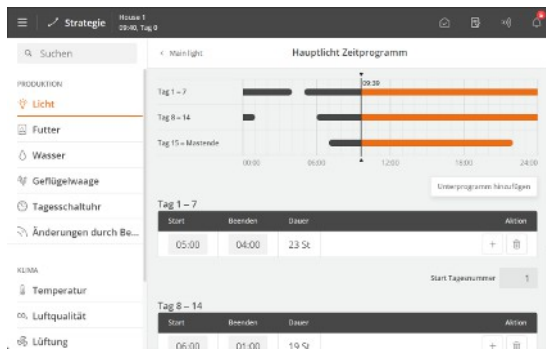 Strategie
House 1
09:40, Tag 0
Suchen
PRODUKTION
Licht
Futter
Wasser
Geflügelwaage
Tagesschaltuhr
Änderungen durch Be...
KLIMA
Temperatur
CO₂ Luftqualität
Lüftung
< Main light
Hauptlicht Zeitprogramm
09:39
Tag 1 – 7
Tag 8 – 14
Tag 15 – Mastende
00:00 06:00 12:00 18:00 24:00
Unterprogramm hinzufügen
Tag 1 – 7
Start Beenden Dauer Aktion
05:00 04:00 23 St +
Start Tagesnummer 1
Tag 8 – 14
Start Beenden Dauer Aktion
06:00 01:00 19 St +